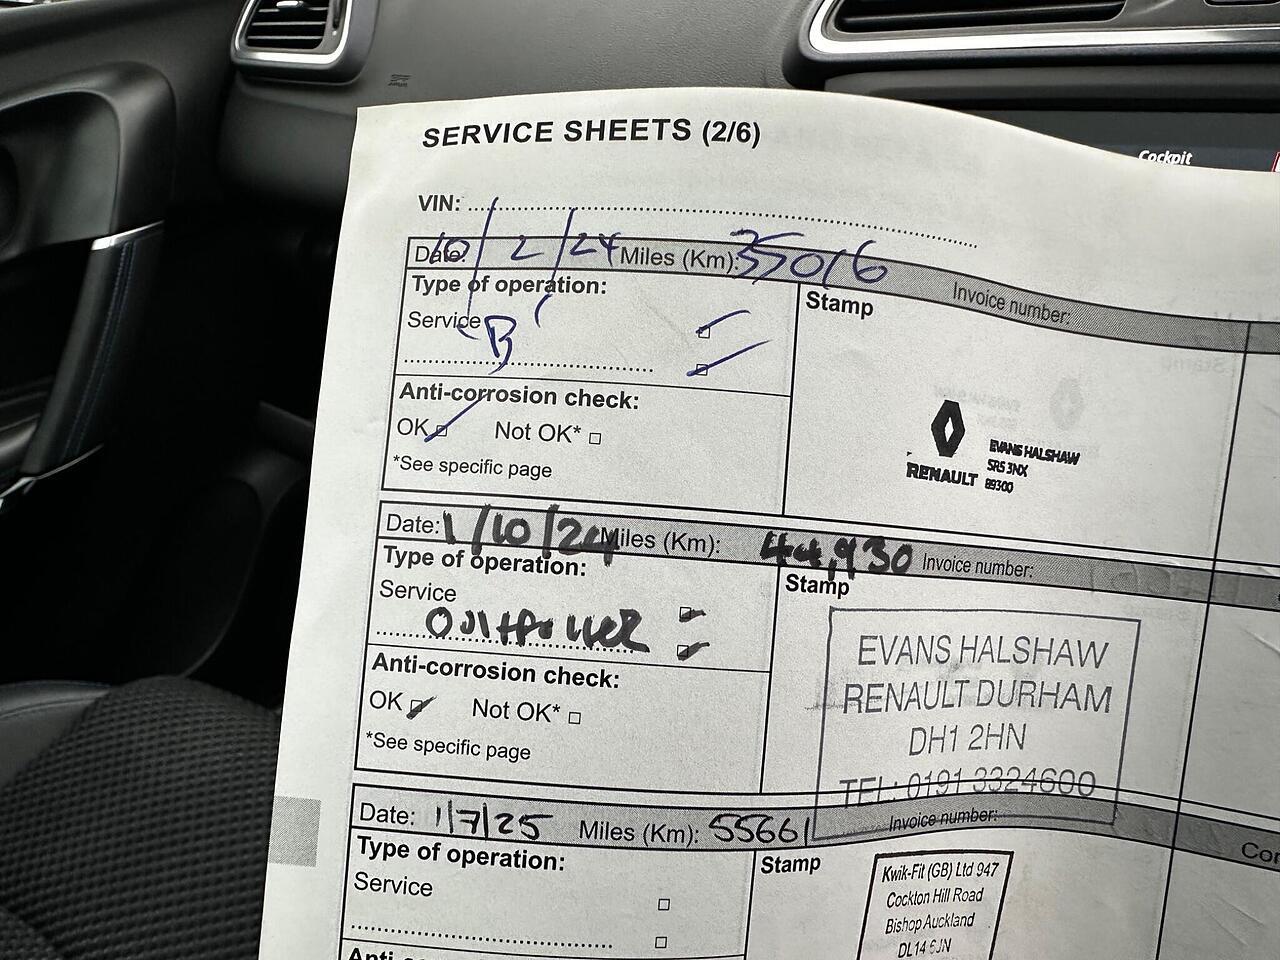 Cockpit
SERVICE SHEETS (2/6)
VIN:
Date: 10/2/24 Miles (Km): 35016 Invoice number:
Type of operation:
Stamp
Service
B
Anti-corrosion check:
OK Not OK*
*See specific page
RENAULT
EVANS HALSHAW
SR5 3NX
89300
Date: 1/10/24 Miles (Km): 44,930 Invoice number:
Type of operation:
Stamp
Service
Anti-corrosion check:
OK Not OK*
*See specific page
EVANS HALSHAW
RENAULT DURHAM
DH1 2HN
TEL: 0191 3324600
Date: 1/7/25 Miles (Km): 55661 Invoice number:
Type of operation:
Stamp
Service
Kwik-Fit (GB) Ltd 947
Cockton Hill Road
Bishop Auckland
DL14 6JN